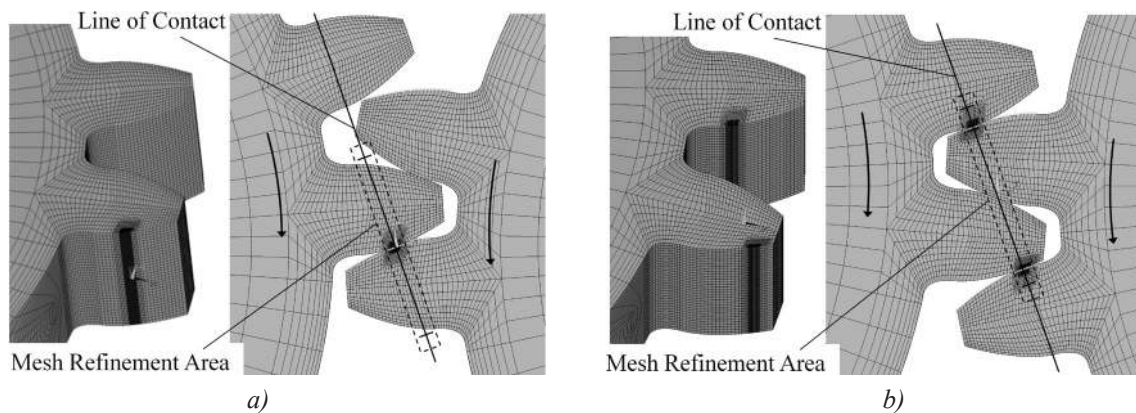 Line of Contact
Mesh Refinement Area
a)
Line of Contact
Mesh Refinement Area
b)